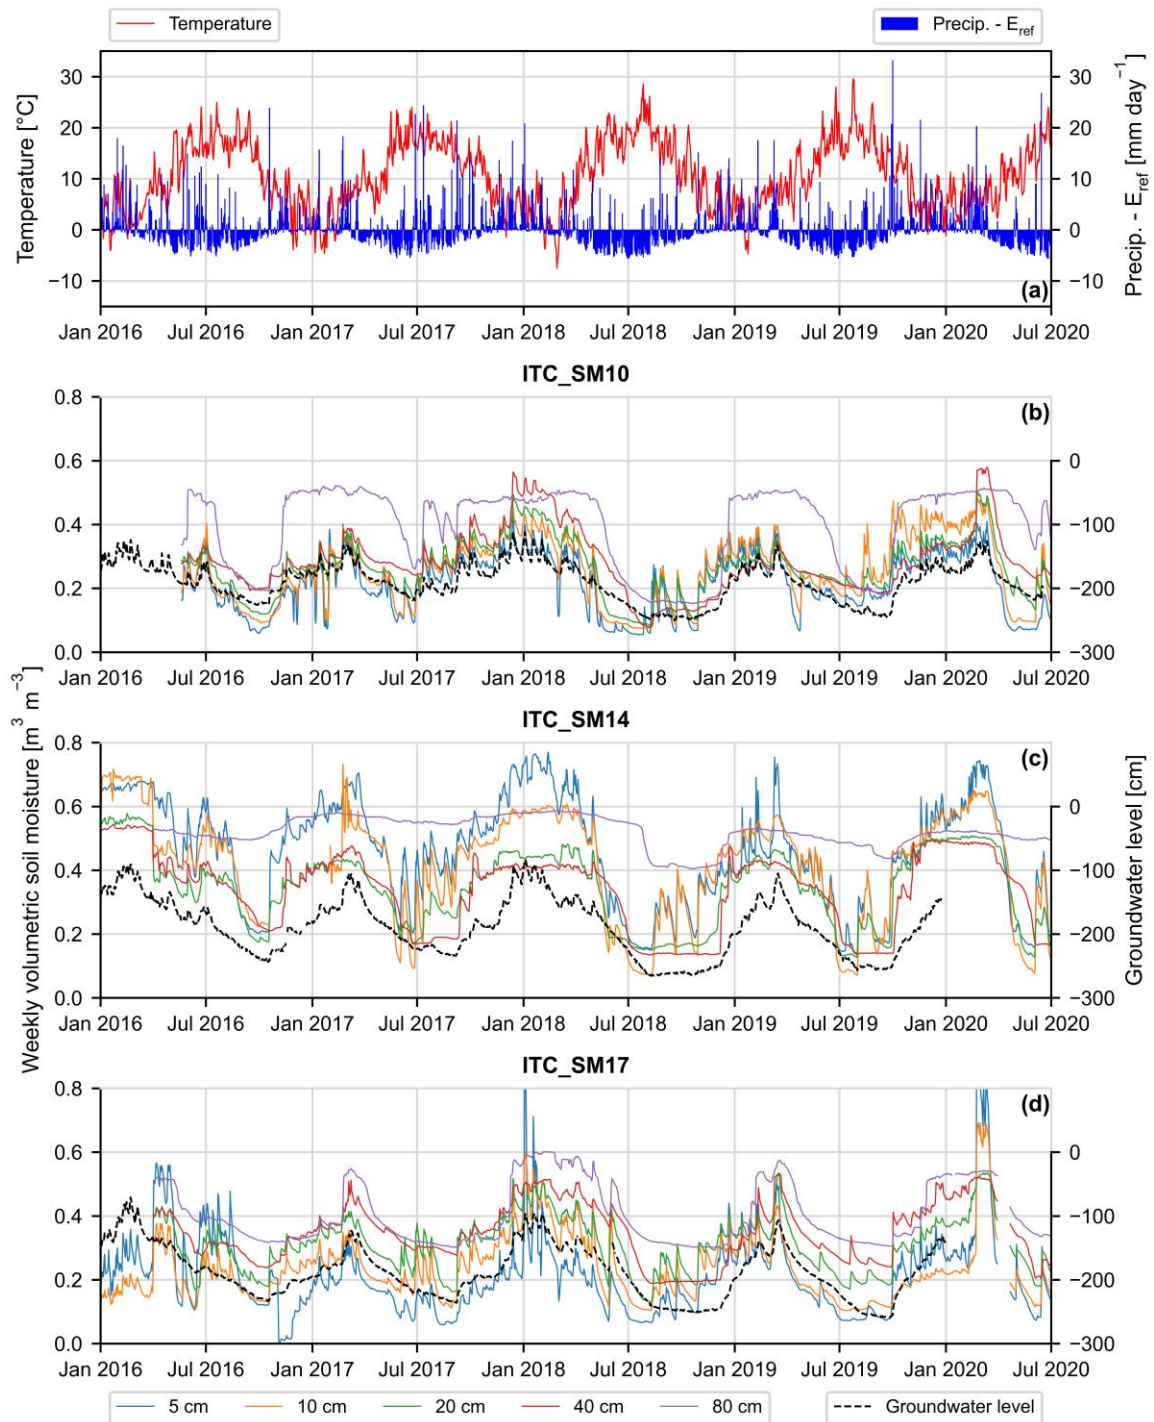 Temperature
Precip. - E_ref
Temperature [°C]
Precip. - E_ref [mm day⁻¹]
30 30
20 20
10 10
0 0
−10 −10
(a)
Jan 2016 Jul 2016 Jan 2017 Jul 2017 Jan 2018 Jul 2018 Jan 2019 Jul 2019 Jan 2020 Jul 2020
ITC_SM10
0.8
(b)
0.6 0
0.4 −100
0.2 −200
0.0 −300
Jan 2016 Jul 2016 Jan 2017 Jul 2017 Jan 2018 Jul 2018 Jan 2019 Jul 2019 Jan 2020 Jul 2020
Weekly volumetric soil moisture [m³ m⁻³]
Groundwater level [cm]
ITC_SM14
0.8
(c)
0.6 0
0.4 −100
0.2 −200
0.0 −300
Jan 2016 Jul 2016 Jan 2017 Jul 2017 Jan 2018 Jul 2018 Jan 2019 Jul 2019 Jan 2020 Jul 2020
ITC_SM17
0.8
(d)
0.6 0
0.4 −100
0.2 −200
0.0 −300
Jan 2016 Jul 2016 Jan 2017 Jul 2017 Jan 2018 Jul 2018 Jan 2019 Jul 2019 Jan 2020 Jul 2020
5 cm 10 cm 20 cm 40 cm 80 cm Groundwater level